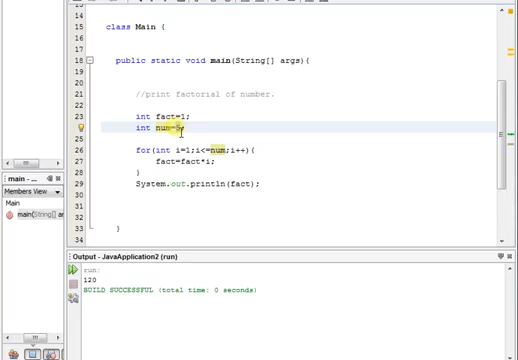 13
14
15 class Main {
16
17
18 public static void main(String[] args){
19
20
21 //print factorial of number.
22
23 int fact=1;
int num=5;
25
26 for(int i=1;i<=num;i++){
27 fact=fact*i;
28 }
29 System.out.println(fact);
30
31
32
33 }
34
main - ...
Members View
Main
main(String[] ar
Output - JavaApplication2 (run)
run:
120
BUILD SUCCESSFUL (total time: 0 seconds)